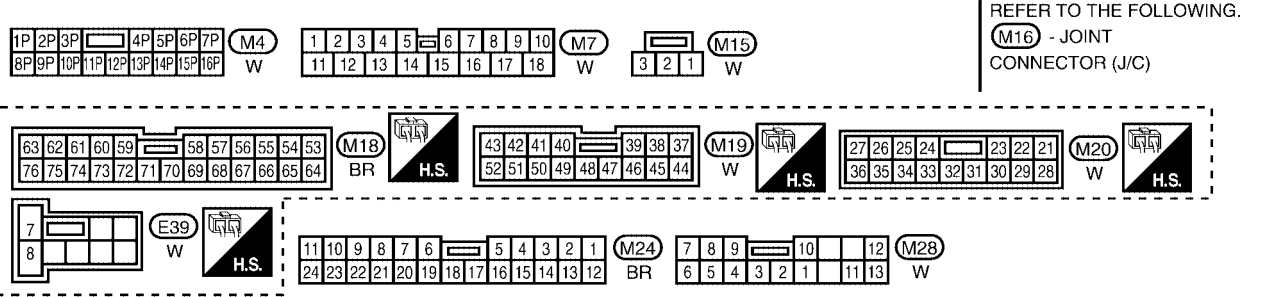 REFER TO THE FOLLOWING.
M16 - JOINT
CONNECTOR (J/C)
1P 2P 3P 4P 5P 6P 7P M4
8P 9P 10P 11P 12P 13P 14P 15P 16P W
1 2 3 4 5 6 7 8 9 10 M7
11 12 13 14 15 16 17 18 W
M15
3 2 1 W
63 62 61 60 59 58 57 56 55 54 53 M18
76 75 74 73 72 71 70 69 68 67 66 65 64 BR
H.S.
43 42 41 40 39 38 37 M19
52 51 50 49 48 47 46 45 44 W
H.S.
27 26 25 24 23 22 21 M20
36 35 34 33 32 31 30 29 28 W
H.S.
7 E39
8 W
H.S.
11 10 9 8 7 6 5 4 3 2 1 M24
24 23 22 21 20 19 18 17 16 15 14 13 12 BR
7 8 9 10 12 M28
6 5 4 3 2 1 11 13 W